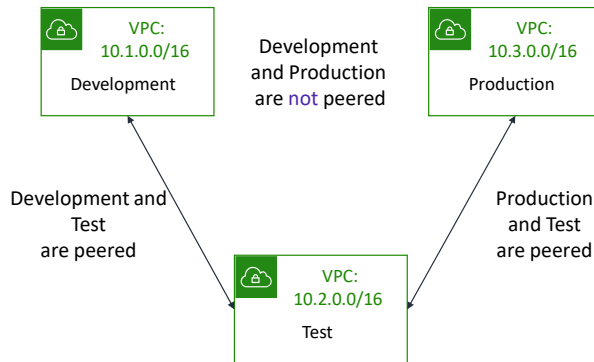 VPC:
10.1.0.0/16
Development
Development
and Production
are not peered
VPC:
10.3.0.0/16
Production
Development and
Test
are peered
Production
and Test
are peered
VPC:
10.2.0.0/16
Test